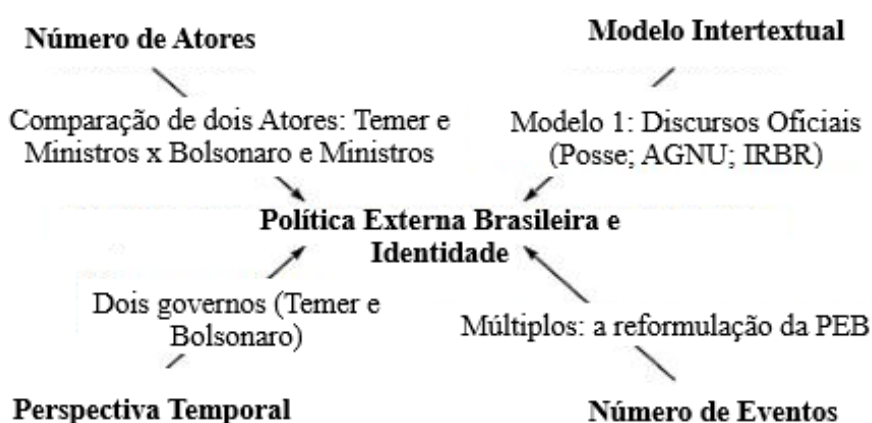 Número de Atores
Modelo Intertextual
Comparação de dois Atores: Temer e
Ministros x Bolsonaro e Ministros
Modelo 1: Discursos Oficiais
(Posse; AGNU; IRBR)
Política Externa Brasileira e
Identidade
Dois governos (Temer e
Bolsonaro)
Múltiplos: a reformulação da PEB
Perspectiva Temporal
Número de Eventos